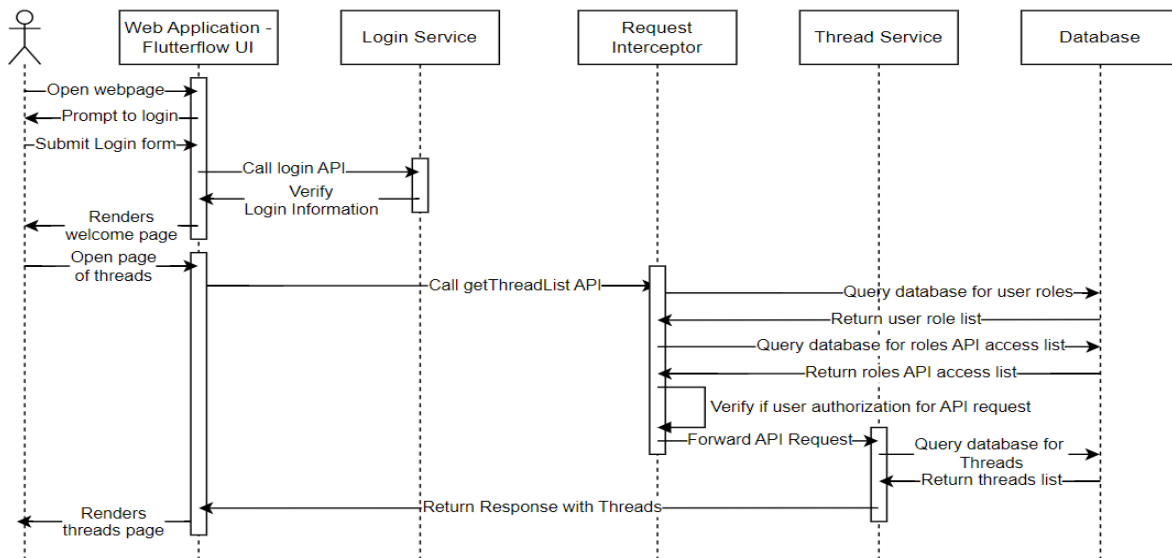 Web Application -
Flutterflow UI
Login Service
Request
Interceptor
Thread Service
Database
Open webpage
Prompt to login
Submit Login form
Call login API
Verify
Login Information
Renders
welcome page
Open page
of threads
Call getThreadList API
Query database for user roles
Return user role list
Query database for roles API access list
Return roles API access list
Verify if user authorization for API request
Forward API Request
Query database for
Threads
Return threads list
Return Response with Threads
Renders
threads page